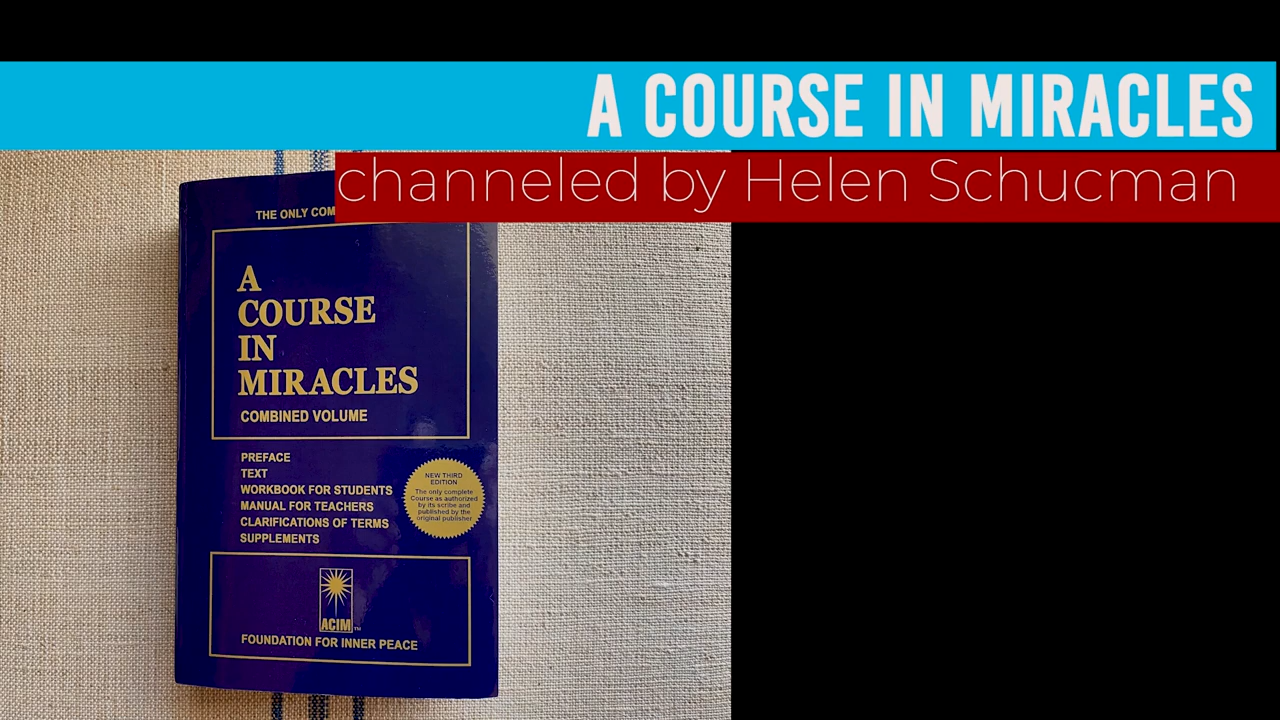 A COURSE IN MIRACLES
channeled by Helen Schucman
THE ONLY
A
COURSE
IN
MIRACLES
COMBINED VOLUME
PREFACE
TEXT
WORKBOOK FOR STUDENTS
MANUAL FOR TEACHERS
CLARIFICATIONS OF TERMS
SUPPLEMENTS
NEW THIRD
EDITION
The only complete
Course as authorized
by its scribe and
published by the
original publisher
ACIM™
FOUNDATION FOR INNER PEACE